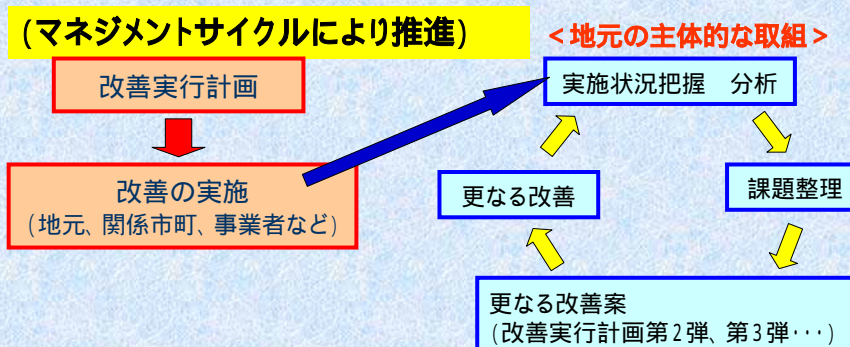 (マネジメントサイクルにより推進)
<地元の主体的な取組>
改善実行計画
実施状況把握 分析
改善の実施
(地元、関係市町、事業者など)
更なる改善
課題整理
更なる改善案
(改善実行計画第2弾、第3弾・・・)